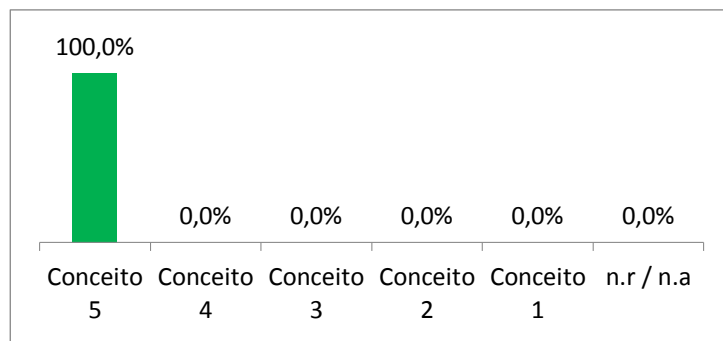 100,0%
0,0% 0,0% 0,0% 0,0% 0,0%
Conceito Conceito Conceito Conceito Conceito n.r / n.a
5 4 3 2 1